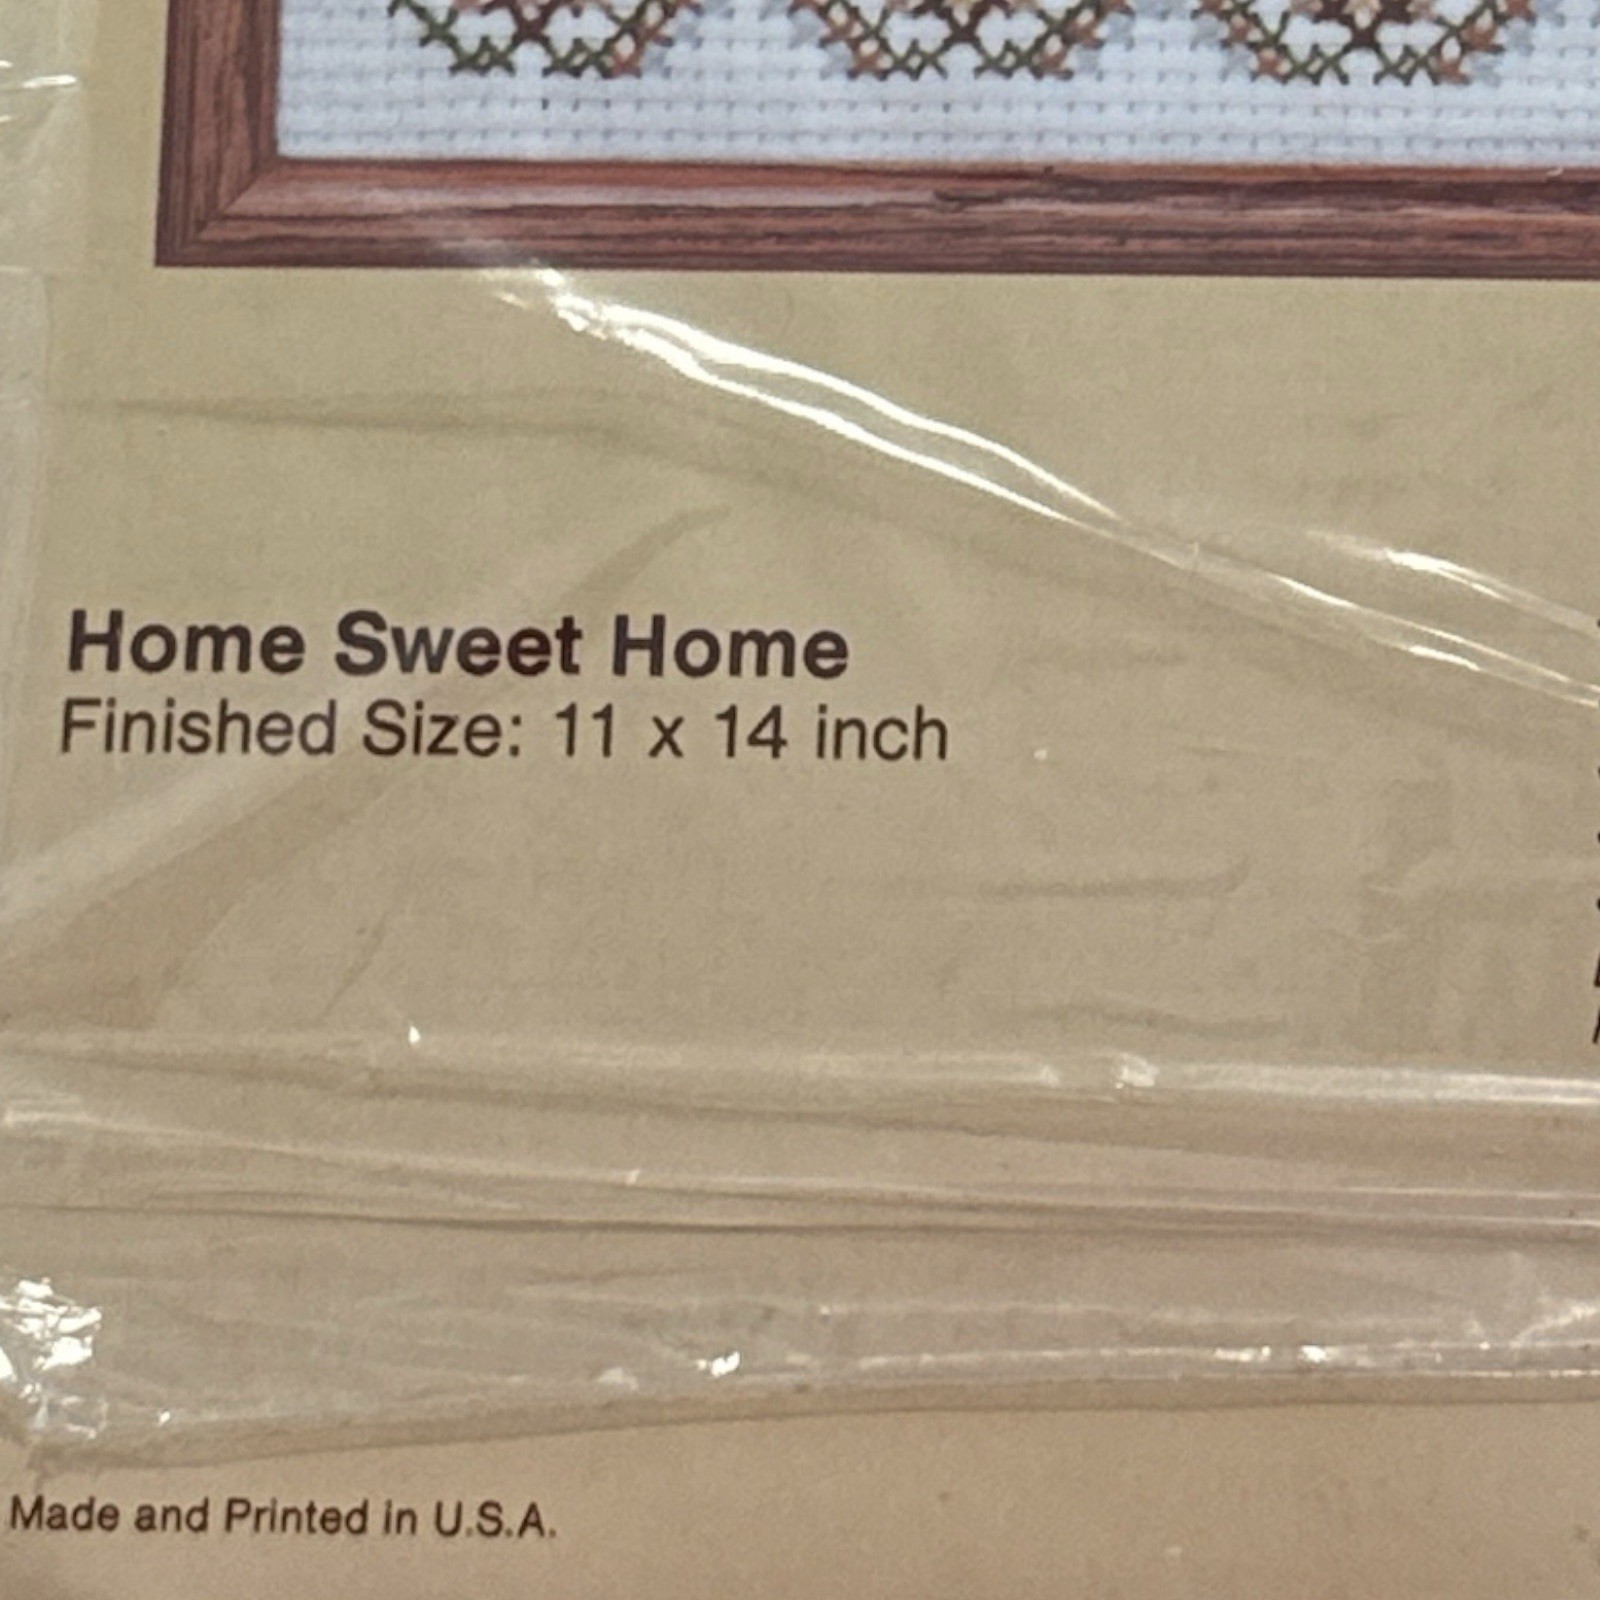 Home Sweet Home
Finished Size: 11 x 14 inch
Made and Printed in U.S.A.